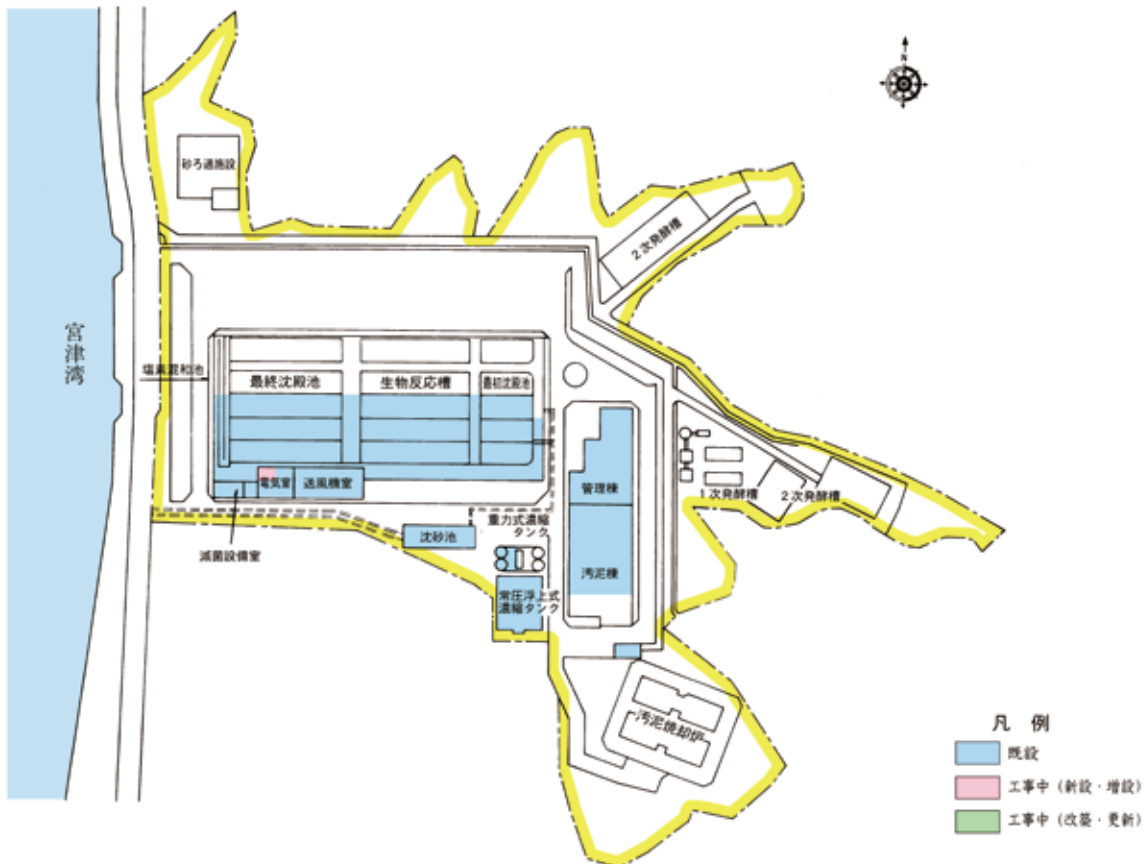 N
砂ろ過施設
2次発酵槽
宮津湾
塩素混和池
最終沈殿池
生物反応槽
最初沈殿池
電気室
送風機室
管理棟
1次発酵槽
2次発酵槽
滅菌設備室
沈砂池
重力式濃縮
タンク
汚泥棟
常圧浮上式
濃縮タンク
汚泥焼却炉
凡 例
既設
工事中（新設・増設）
工事中（改築・更新）